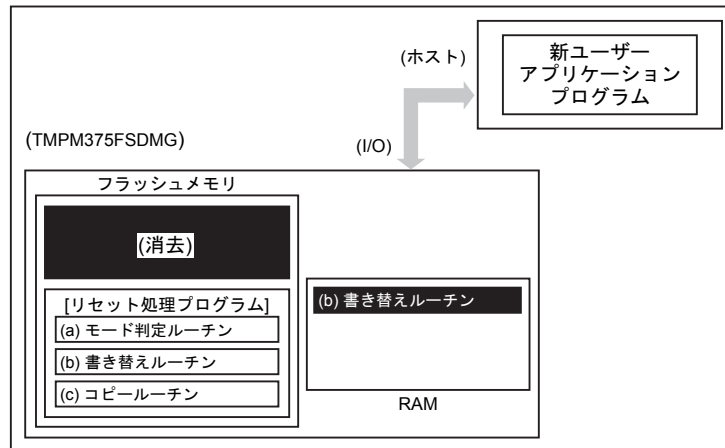 (ホスト)
新ユーザー
アプリケーション
プログラム
(TMPM375FSDMG)
(I/O)
フラッシュメモリ
(消去)
[リセット処理プログラム]
(a) モード判定ルーチン
(b) 書き替えルーチン
(c) コピールーチン
(b) 書き替えルーチン
RAM